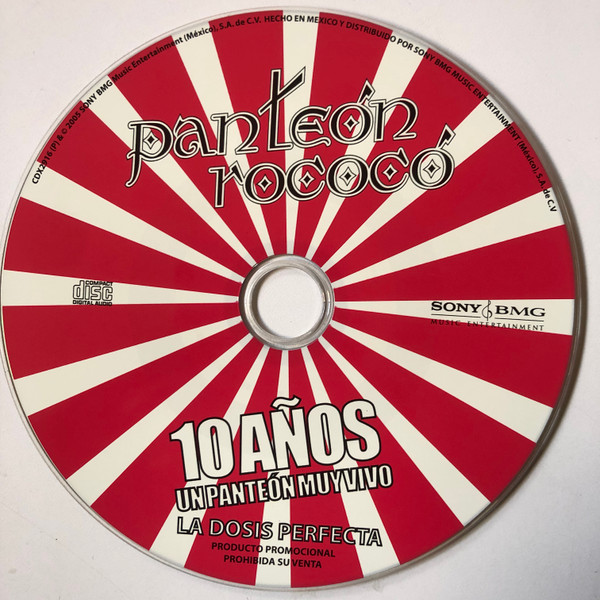 CDX2916 (P) & © 2005 SONY BMG Music Entertainment (México), S.A. de C.V. HECHO EN MEXICO Y DISTRIBUIDO POR SONY BMG MUSIC ENTERTAINMENT (México), S.A. de C.V
panteón
rococó
COMPACT
disc
DIGITAL AUDIO
SONY BMG
MUSIC ENTERTAINMENT
10 AÑOS
UN PANTEÓN MUY VIVO
LA DOSIS PERFECTA
PRODUCTO PROMOCIONAL
PROHIBIDA SU VENTA